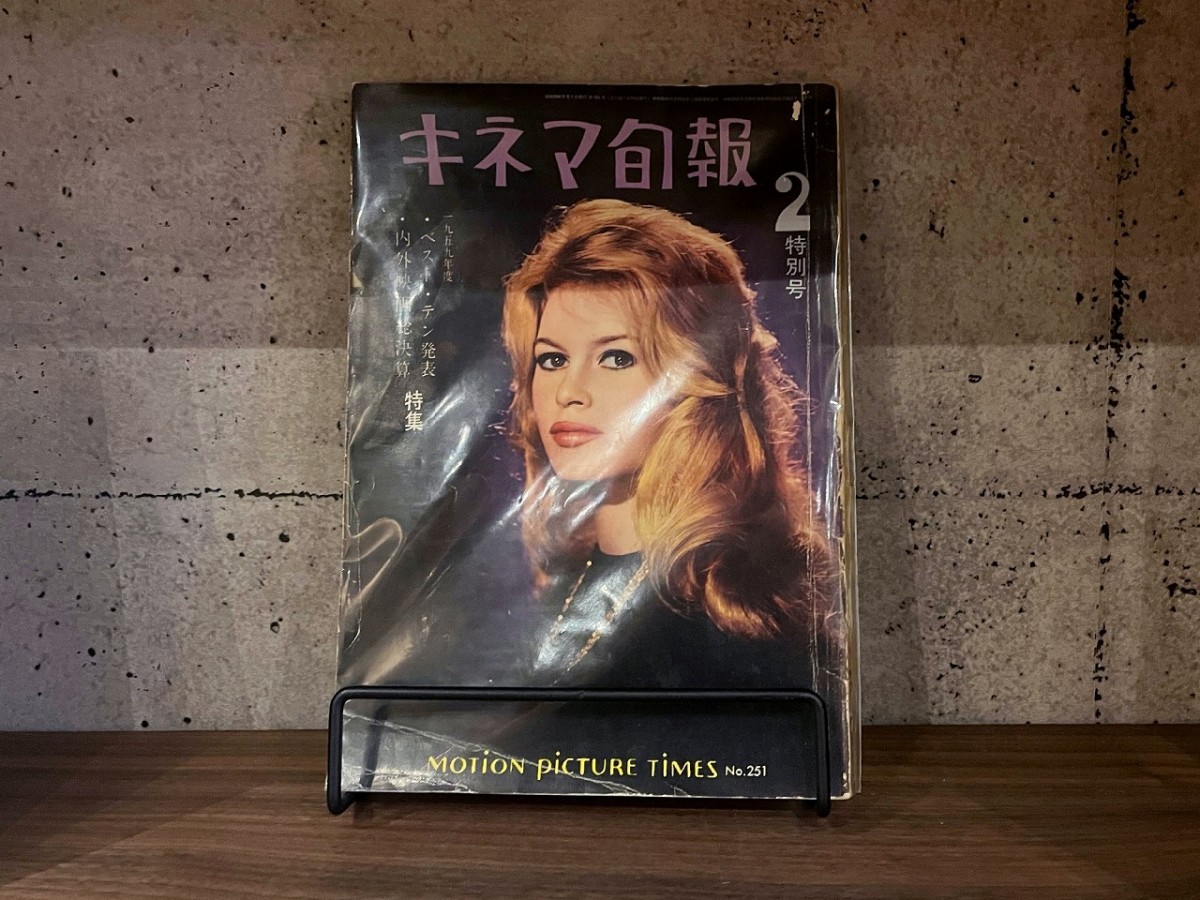 キネマ旬報
2
特別号
一九五九年度
・ベスト・テン発表
・内外映画総決算
特集
MOTION PICTURE TIMES No.251